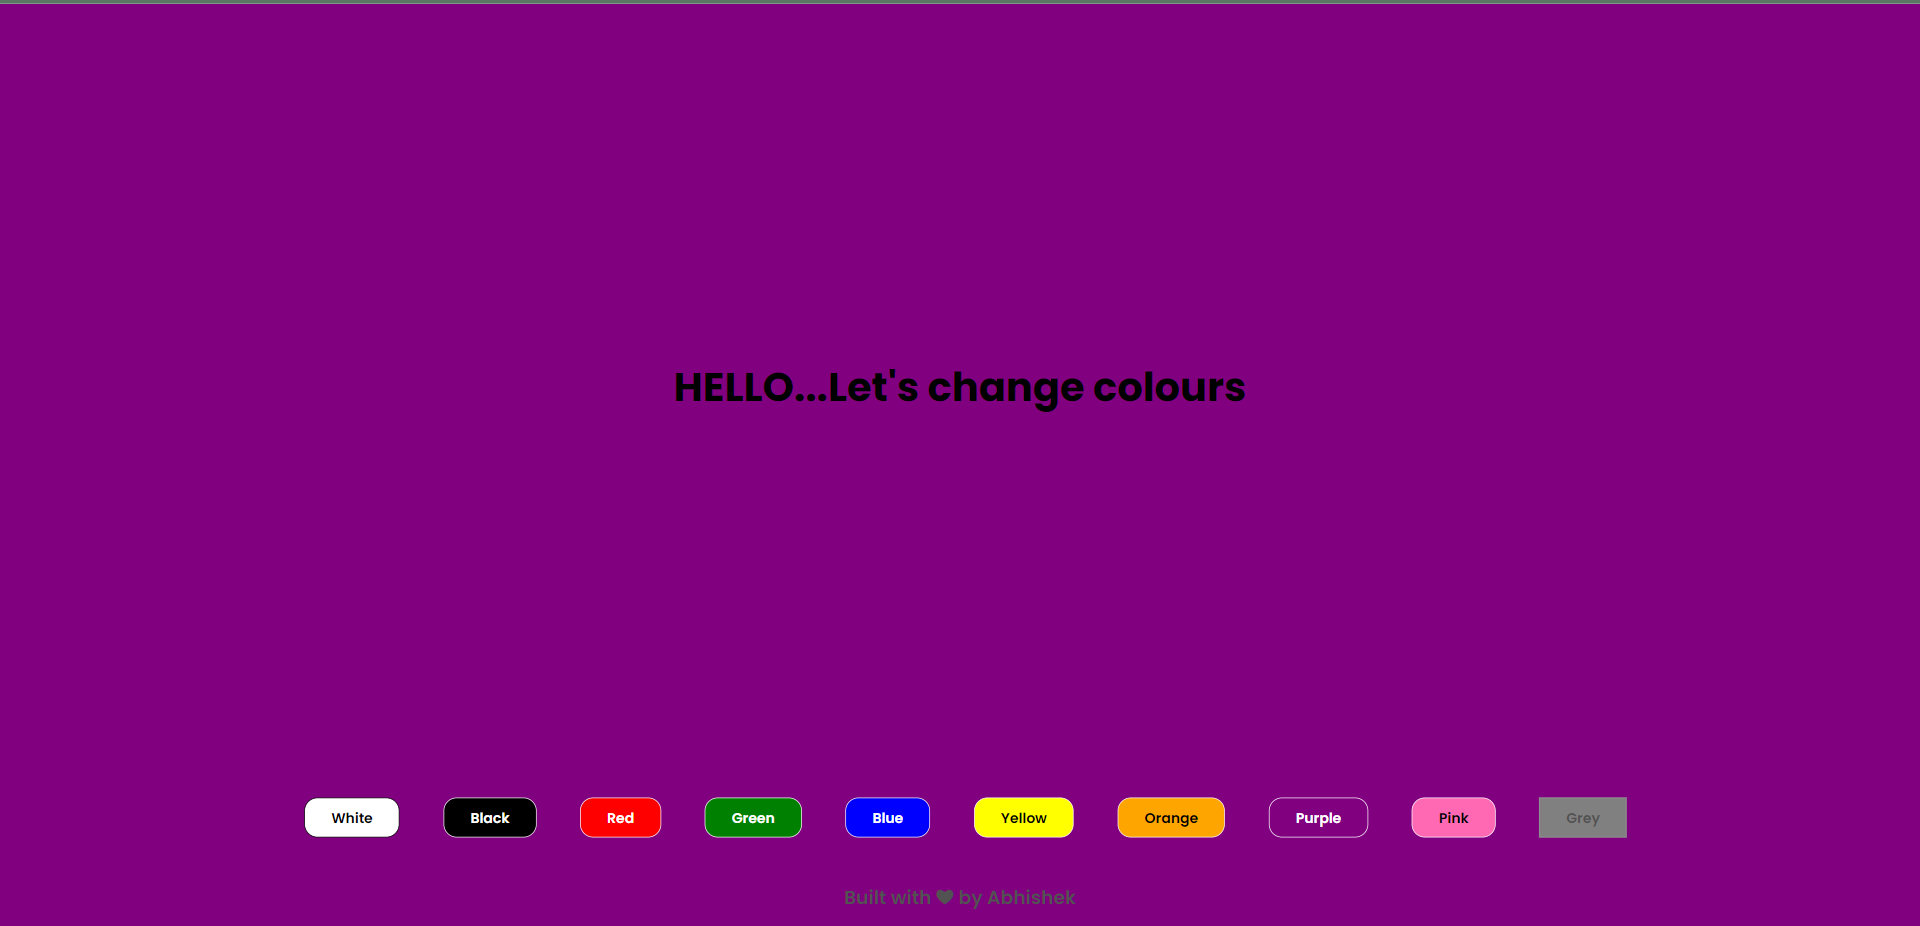 HELLO...Let's change colours
White Black Red Green Blue Yellow Orange Purple Pink Grey
Built with ♥ by Abhishek